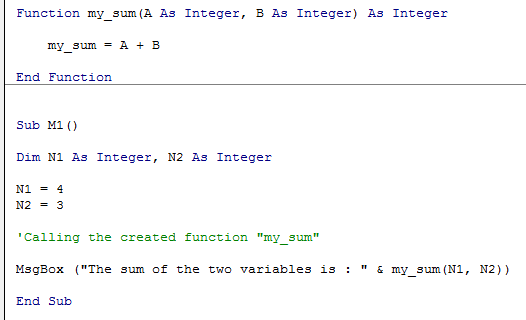 Function my_sum(A As Integer, B As Integer) As Integer
my_sum = A + B
End Function
Sub M1()
Dim N1 As Integer, N2 As Integer
N1 = 4
N2 = 3
'Calling the created function "my_sum"
MsgBox ("The sum of the two variables is : " & my_sum(N1, N2))
End Sub